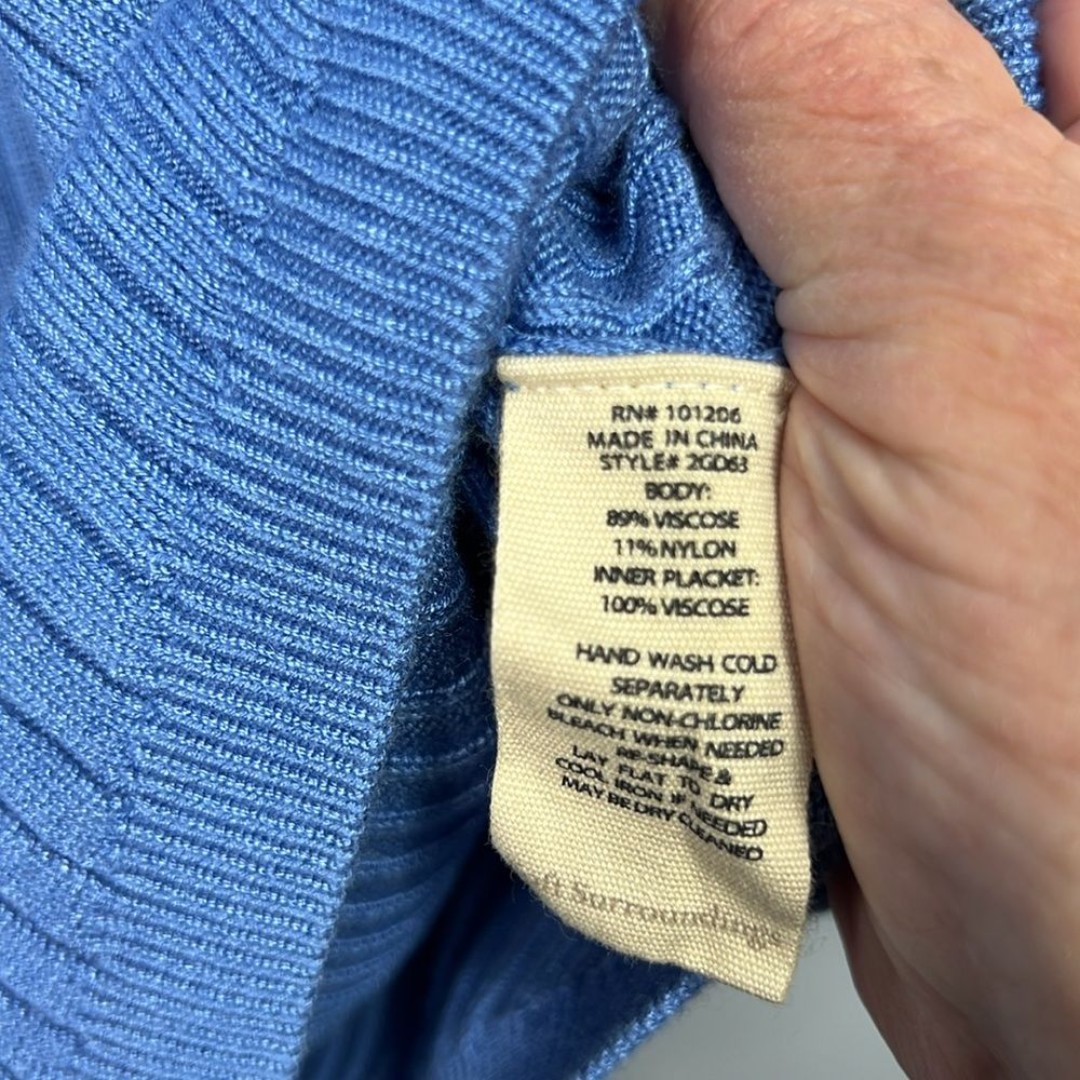 RN# 101206
MADE IN CHINA
STYLE# 2GD63
BODY:
89% VISCOSE
11% NYLON
INNER PLACKET:
100% VISCOSE
HAND WASH COLD
SEPARATELY
ONLY NON-CHLORINE
BLEACH WHEN NEEDED
RE-SHAPE &
LAY FLAT TO DRY
COOL IRON IF NEEDED
MAY BE DRY CLEANED
Surroundings